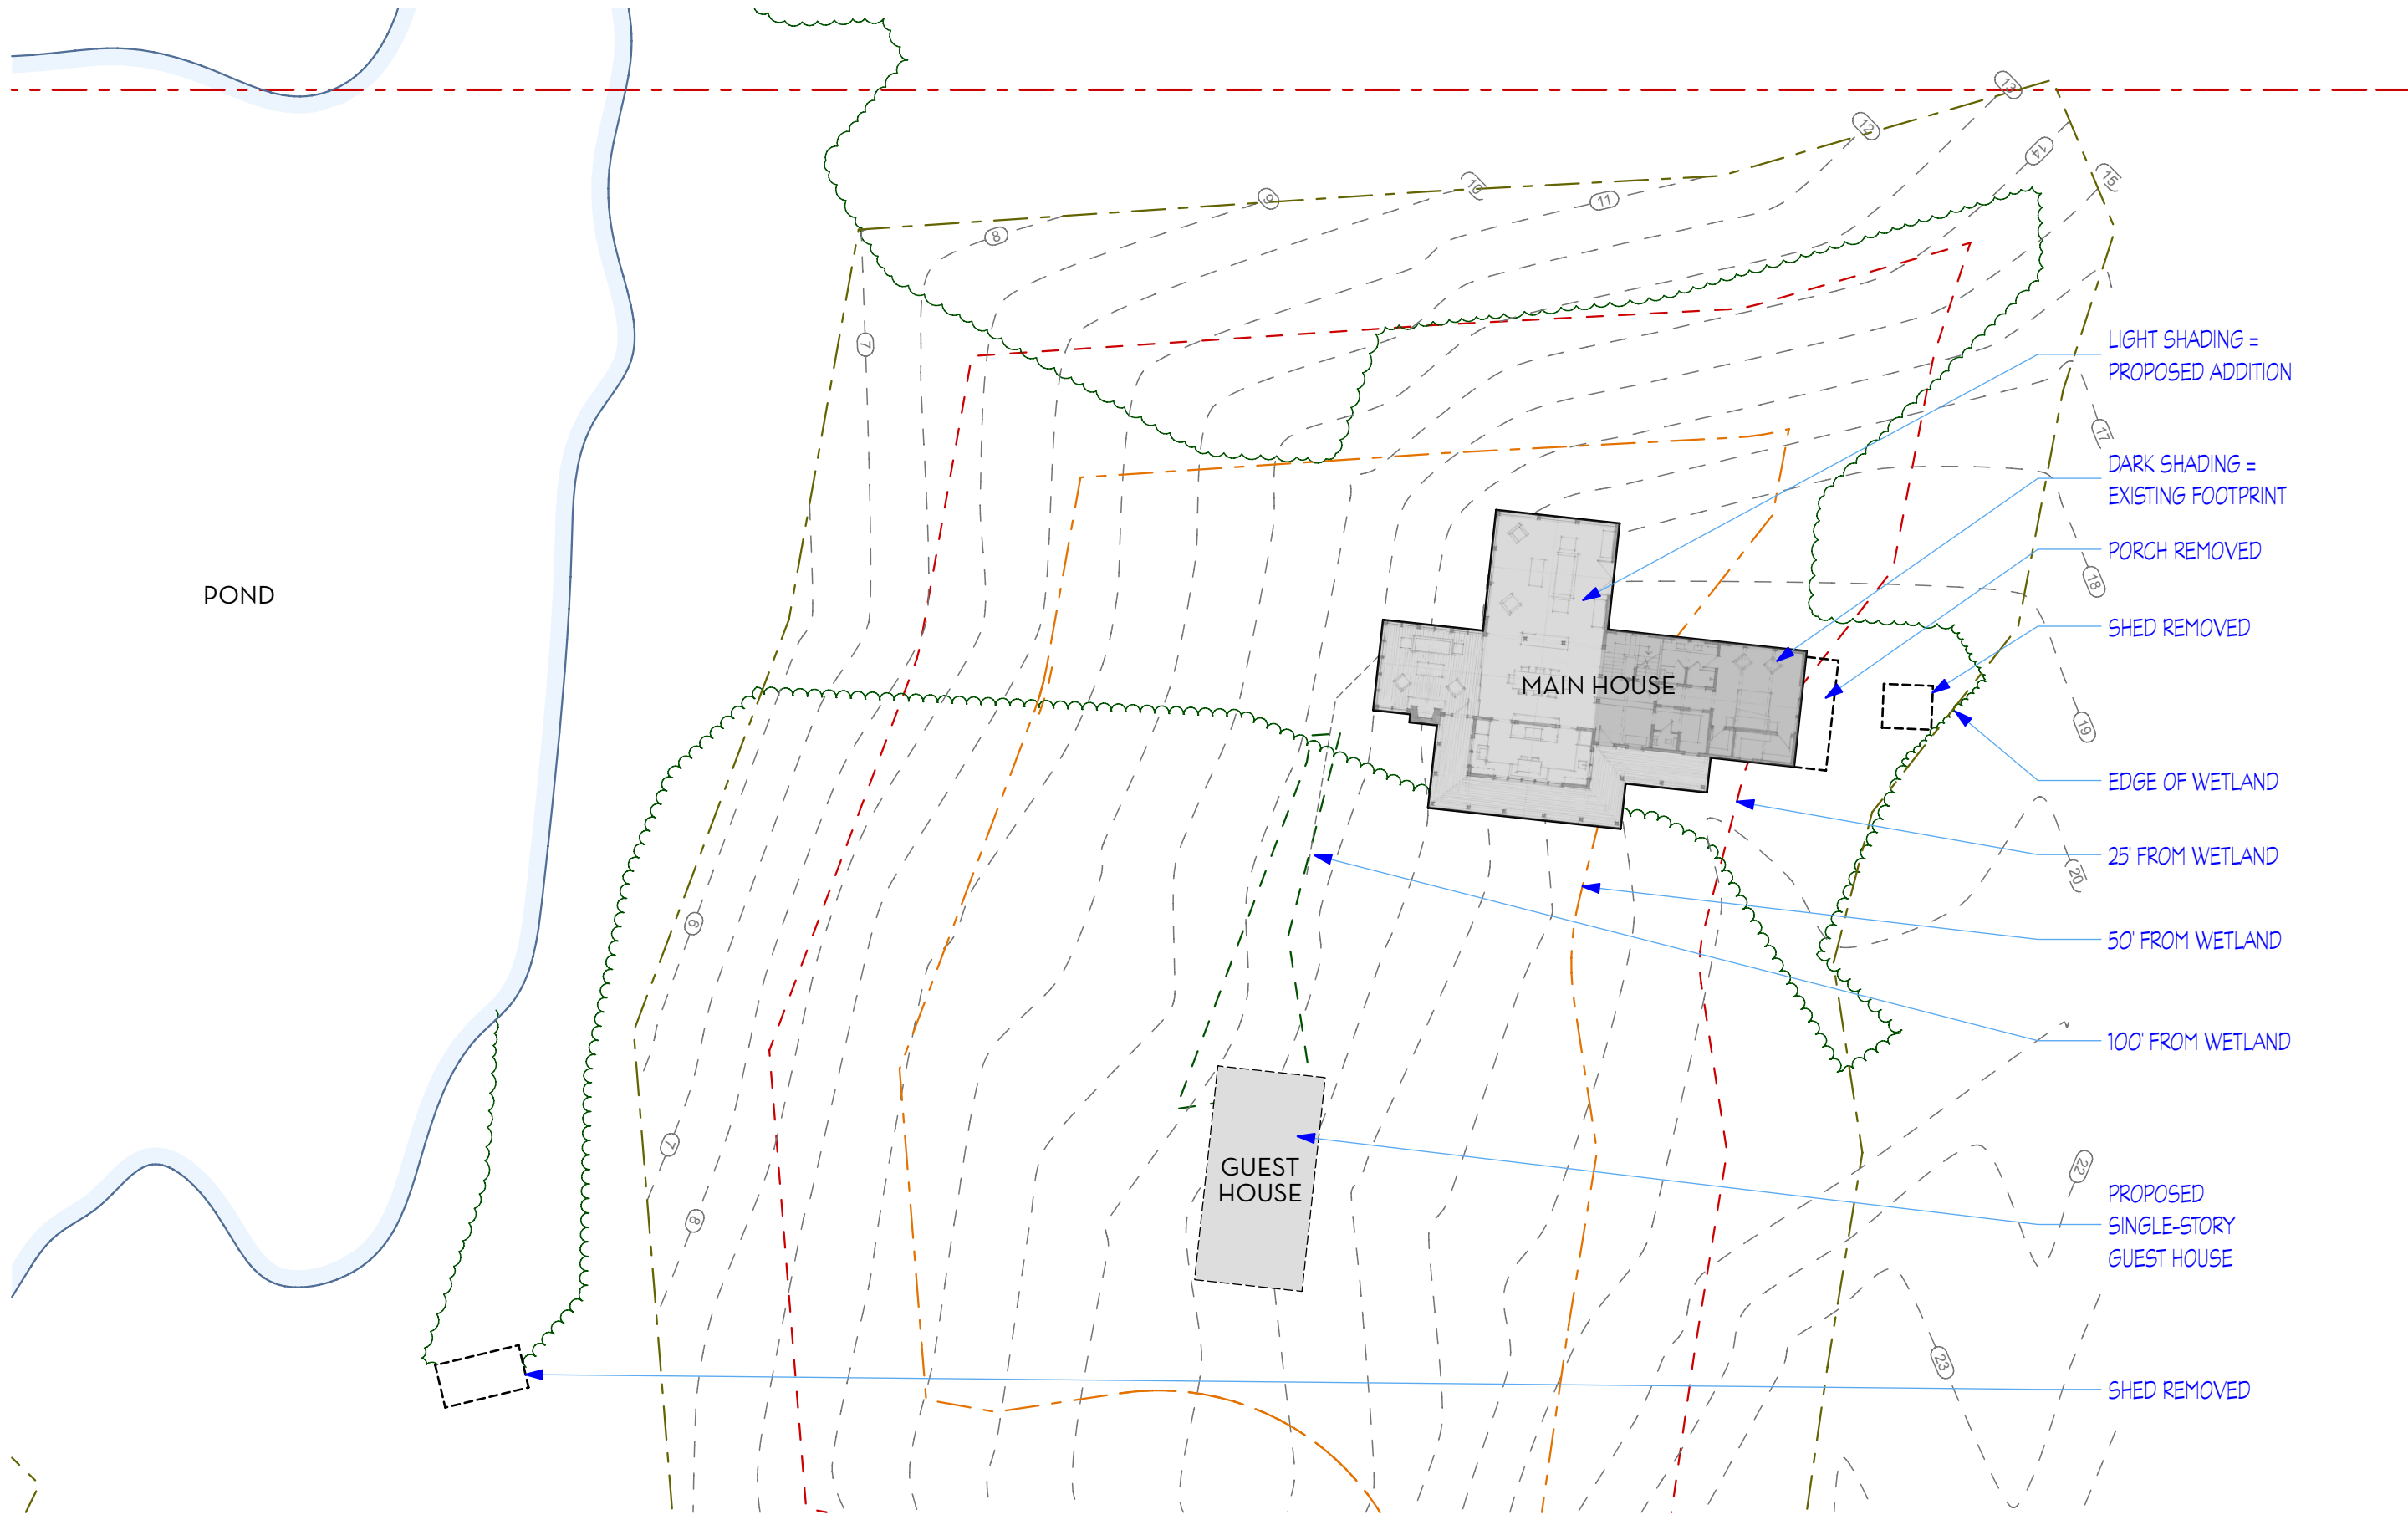 13
12
14
15
10
9
11
8
7
LIGHT SHADING =
PROPOSED ADDITION
17
DARK SHADING =
EXISTING FOOTPRINT
PORCH REMOVED
18
POND
SHED REMOVED
MAIN HOUSE
19
EDGE OF WETLAND
25' FROM WETLAND
20
6
50' FROM WETLAND
100' FROM WETLAND
7
GUEST
HOUSE
22
PROPOSED
SINGLE-STORY
GUEST HOUSE
8
23
SHED REMOVED